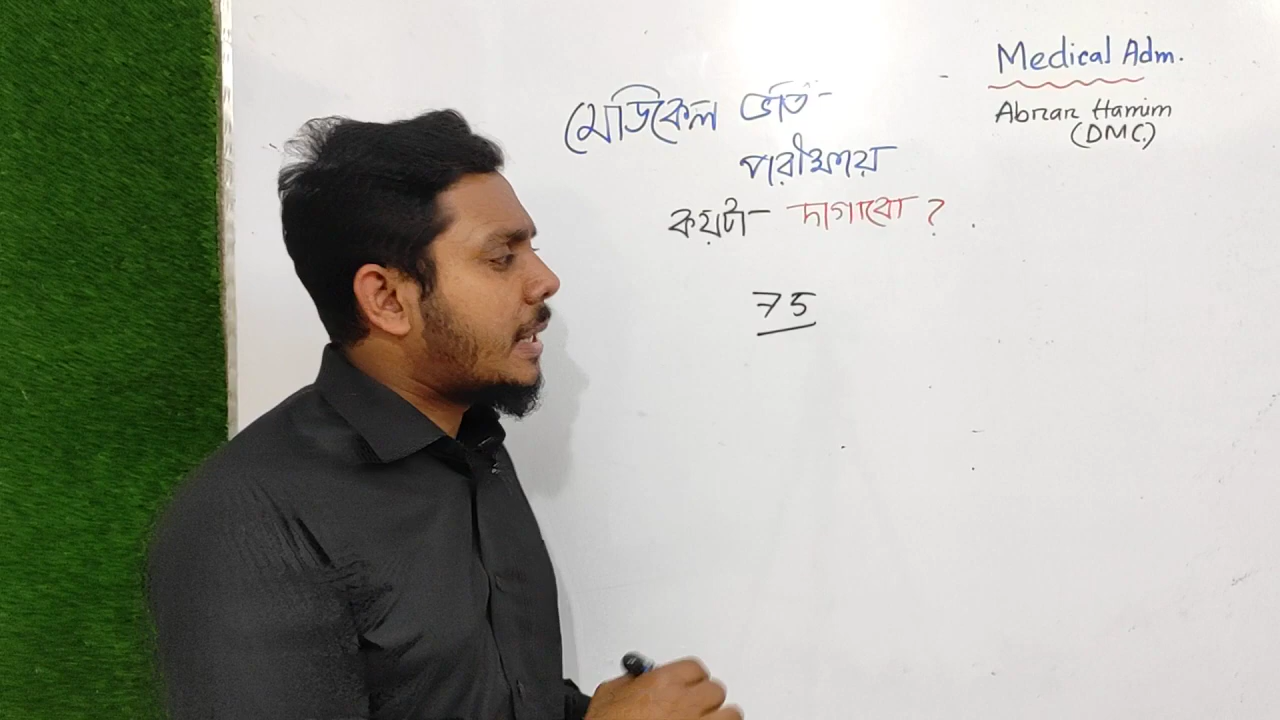 মেডিকেল ভর্তি
পরীক্ষায়
কয়টা দাগাবো ?
75
Medical Adm.
Abrar Hamim
(DMC)